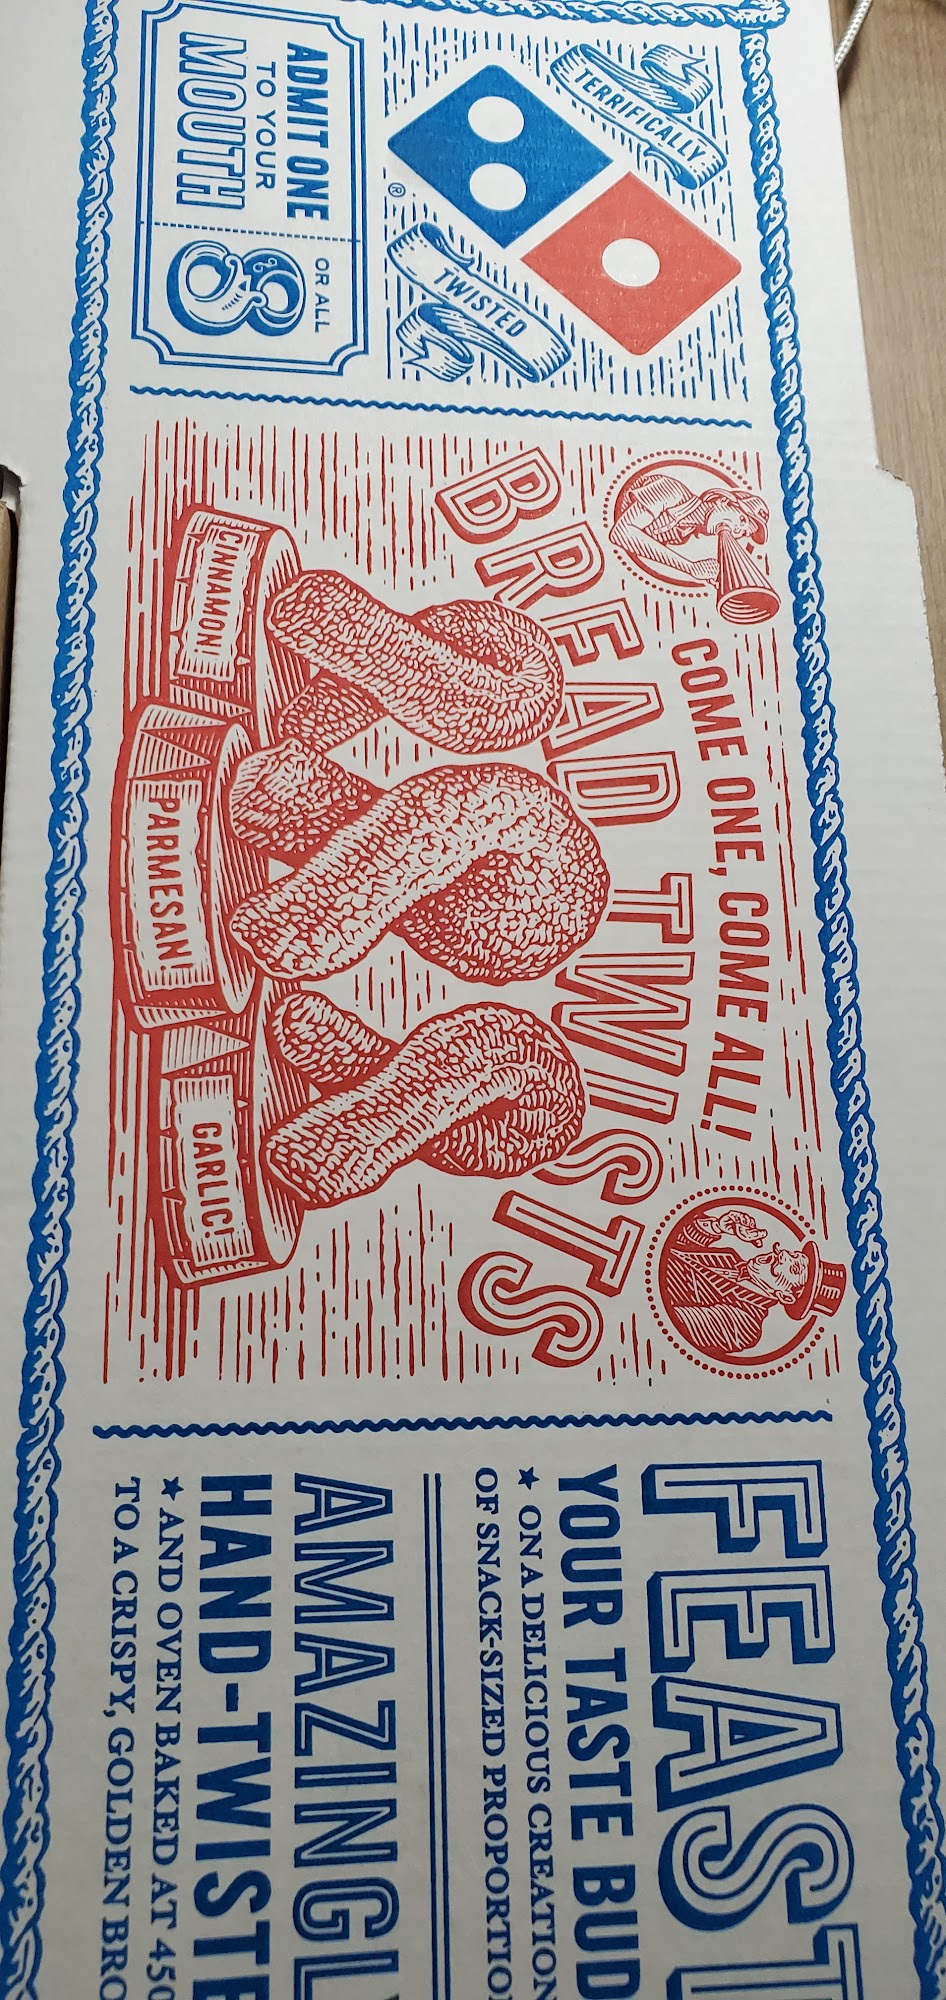 TERRIFICALLY
TWISTED
®
ADMIT ONE
TO YOUR
MOUTH
OR ALL
8
COME ONE, COME ALL!
BREAD TWISTS
CINNAMON!
PARMESAN!
GARLIC!
FEAST
YOUR TASTE BUD
★ ON A DELICIOUS CREATION
OF SNACK-SIZED PROPORTIO
AMAZINGL
HAND-TWISTE
★ AND OVEN BAKED AT 450
TO A CRISPY, GOLDEN BRO